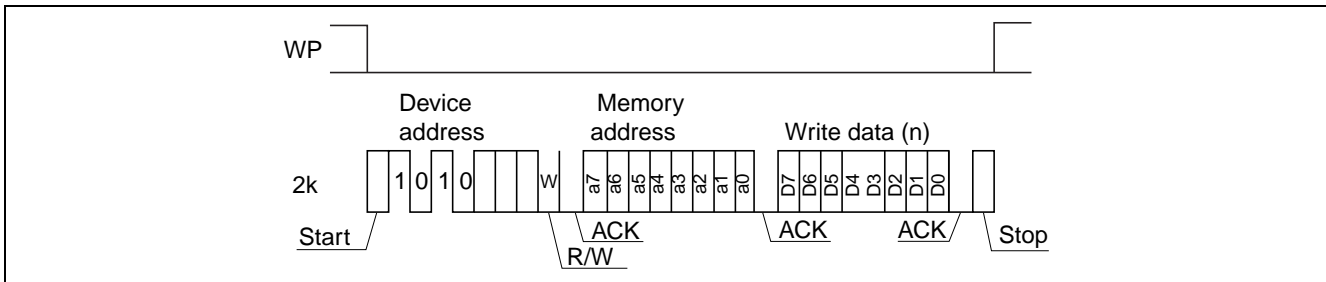 WP
Device Memory
address address Write data (n)
2k 1 0 1 0 W a7 a6 a5 a4 a3 a2 a1 a0 D7 D6 D5 D4 D3 D2 D1 D0
Start ACK ACK ACK Stop
R/W